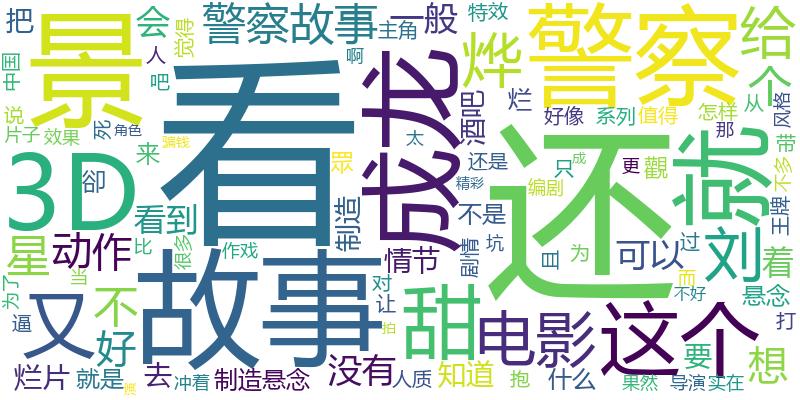 把 会 警察故事 主角 一般 特效 警察 给
中国 景 人 觉得 吧 看 啊 成龙 烨 个
说 酒吧 烂 好像 系列 值得 怎样 从 风格
片子 效果 死 角色 骗钱 眾 太 还是 还 只 成 更 觀 那 就 不多 带
3D 卻 来 精彩 编剧 王牌
星 动作 看到 比 很多 作戏 制造 情节 不是 剧情 坑 且 为 可以 过 刘 着
为了 又 当 不 故事 对 让 甜 电影 这个 而 不好 悬念
逼 好 拍 打
烂片 就是 去 冲着 制造悬念 没有 人质 知道 抱 什么 果然 要 导演 实在 想